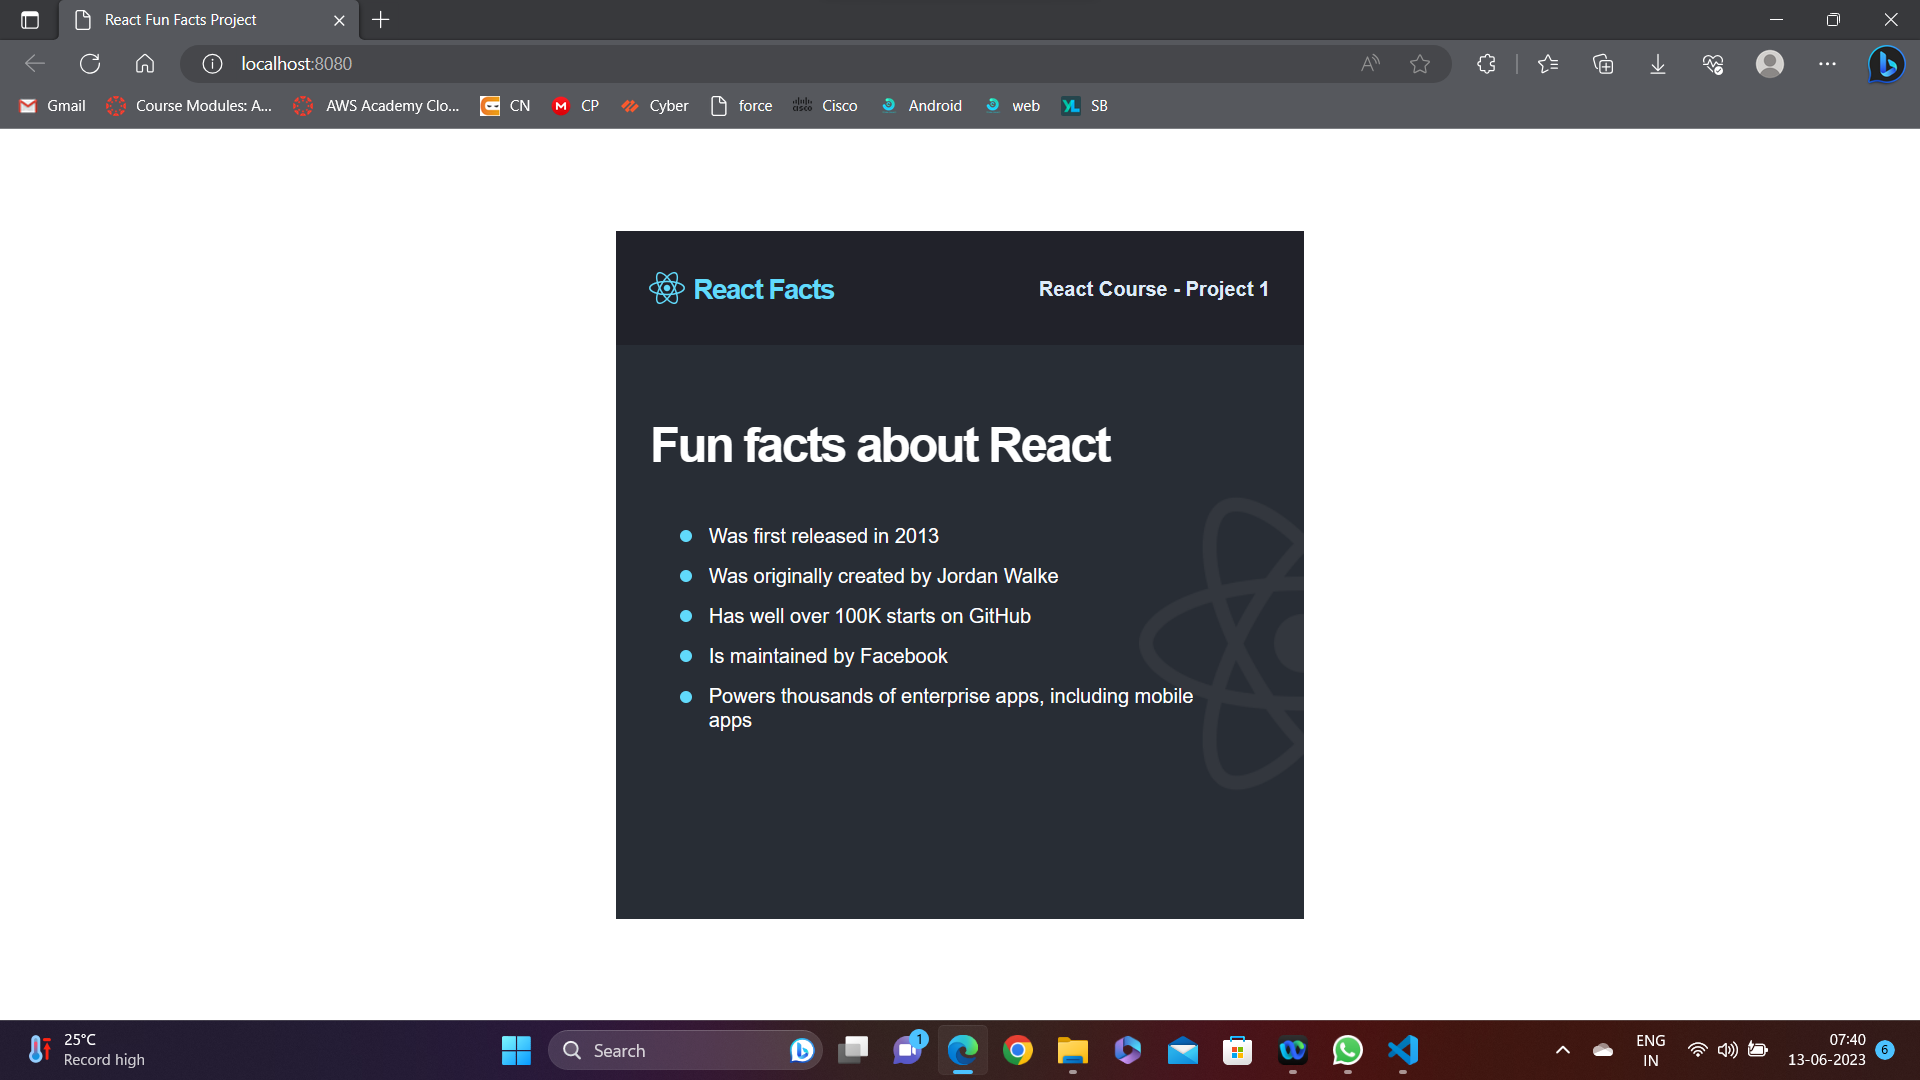 React Fun Facts Project
localhost:8080
Gmail
Course Modules: A...
AWS Academy Clo...
CN
CP
Cyber
force
Cisco
Android
web
SB
React Facts
React Course - Project 1
Fun facts about React
Was first released in 2013
Was originally created by Jordan Walke
Has well over 100K starts on GitHub
Is maintained by Facebook
Powers thousands of enterprise apps, including mobile
apps
25°C
Record high
Search
1
ENG
IN
07:40
13-06-2023
6